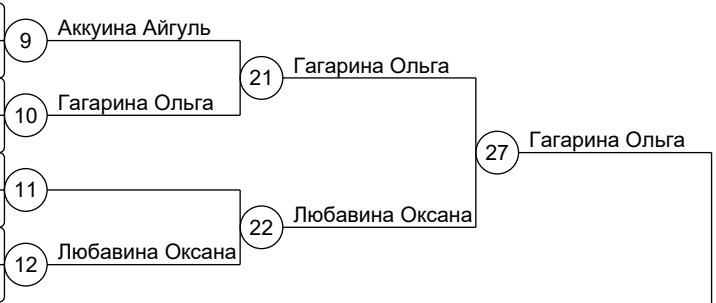 9 Аккуина Айгуль
21 Гагарина Ольга
10 Гагарина Ольга
27 Гагарина Ольга
11
22 Любавина Оксана
12 Любавина Оксана